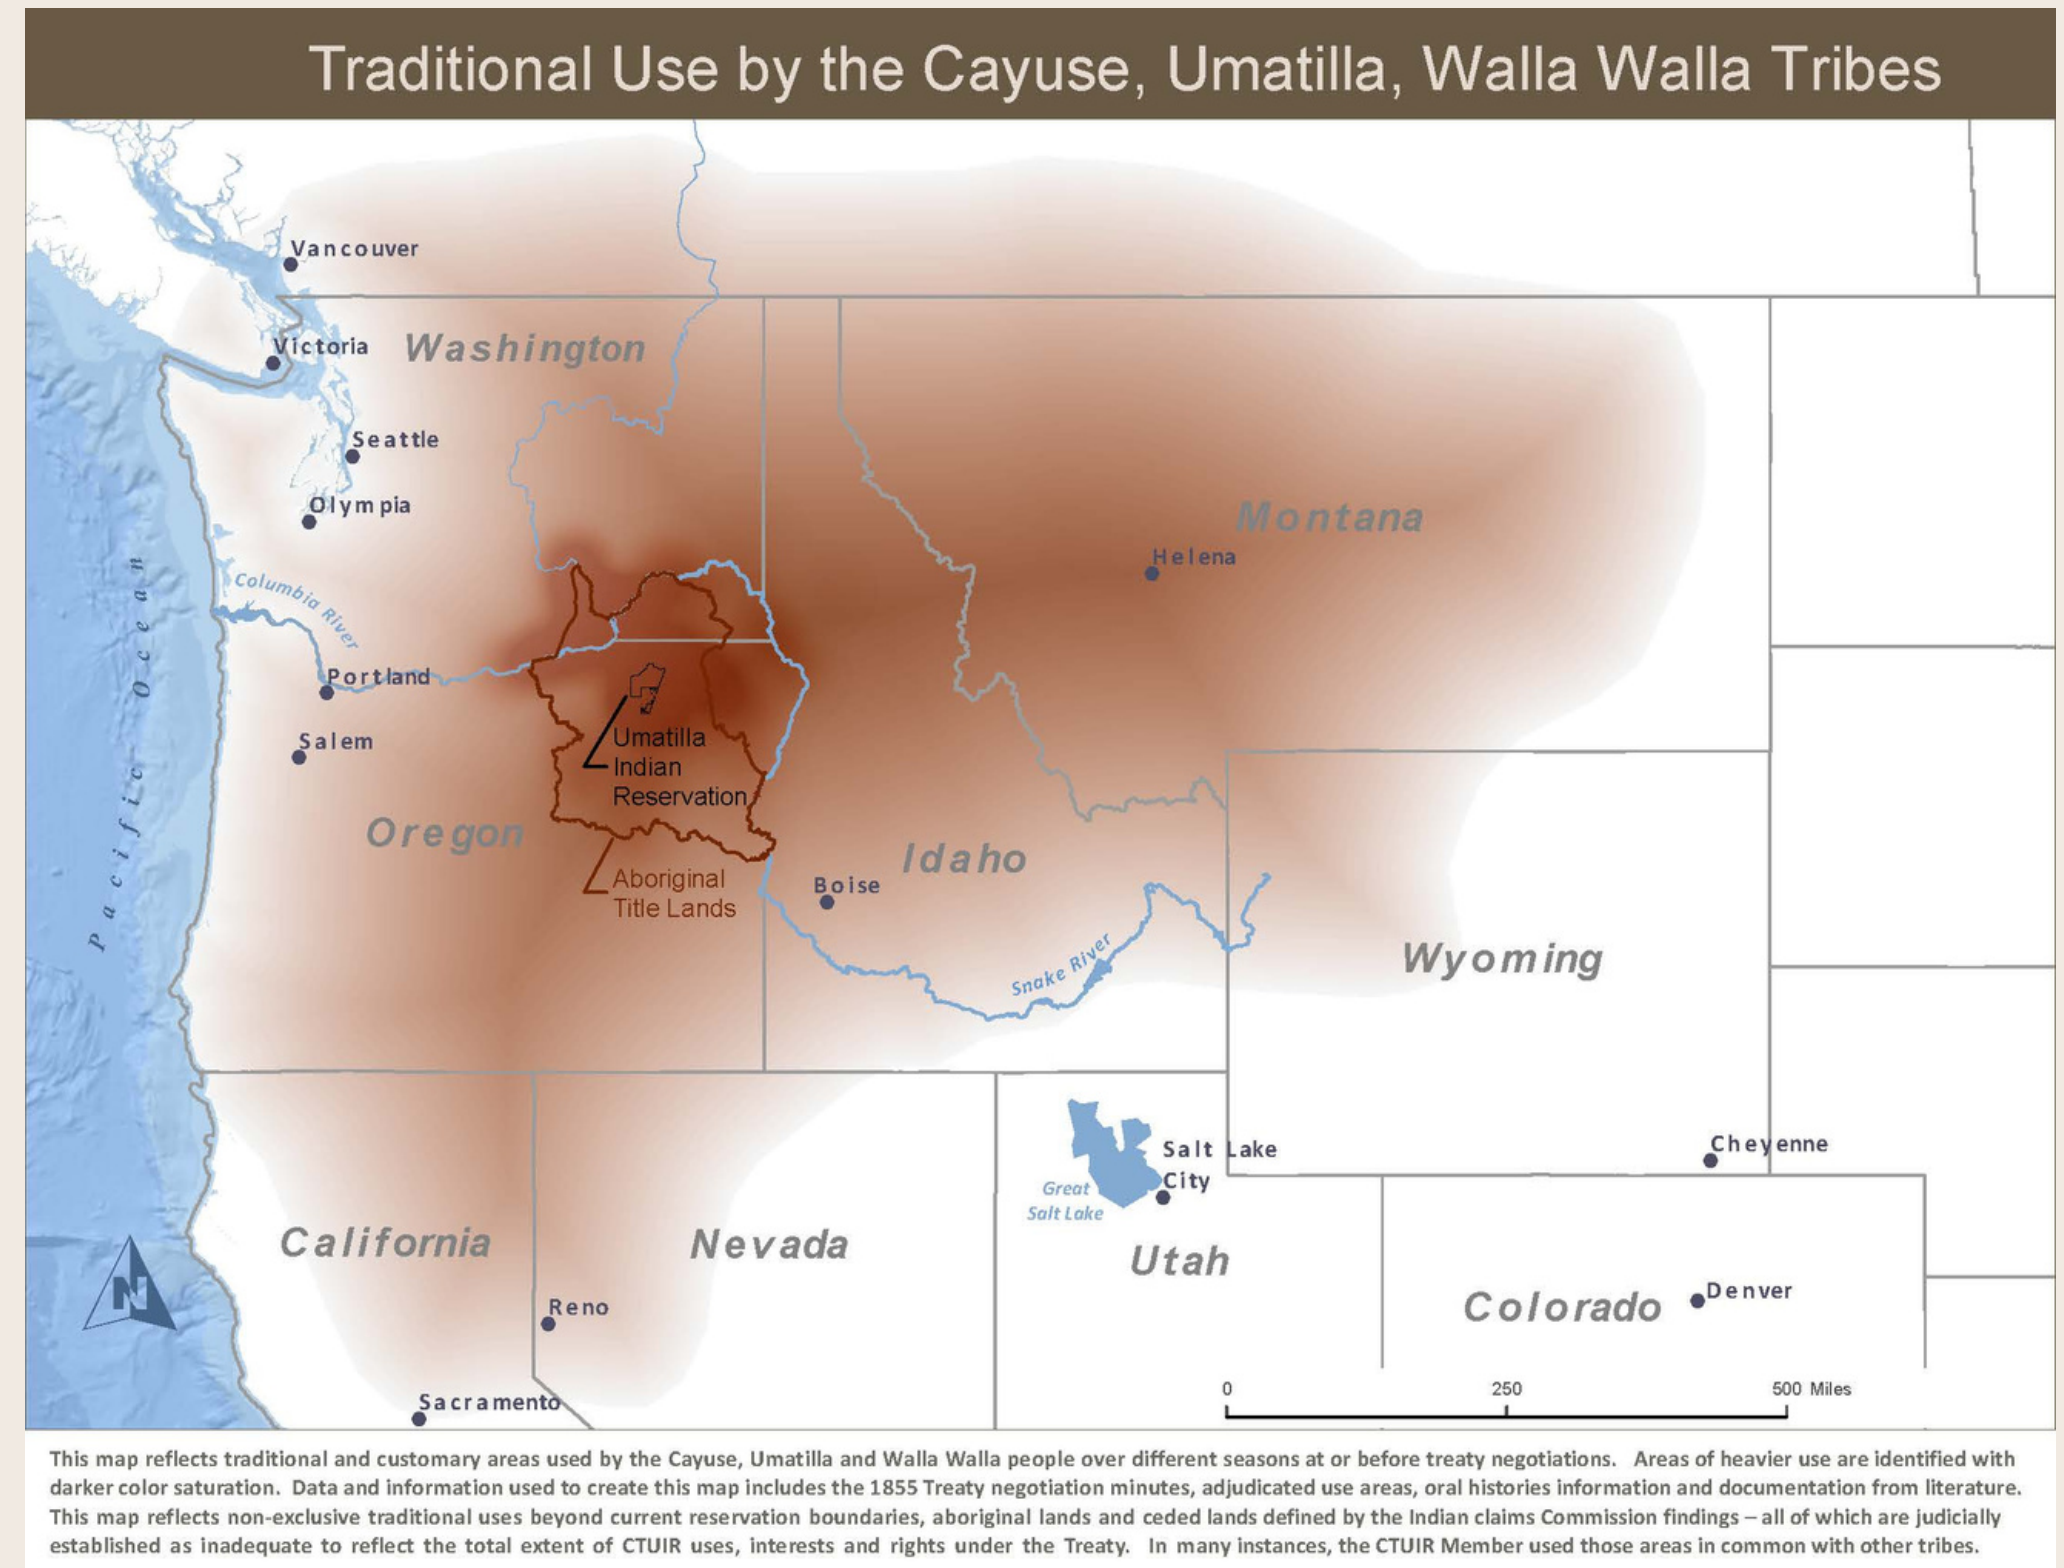 Traditional Use by the Cayuse, Umatilla, Walla Walla Tribes
Vancouver
Victoria
Washington
Seattle
Olympia
Montana
Helena
Columbia River
Pacific Ocean
Portland
Salem
Umatilla
Indian
Reservation
Oregon
Idaho
Aboriginal
Title Lands
Boise
Snake River
Wyoming
Salt Lake
City
Cheyenne
Great
Salt Lake
California
Nevada
Utah
N
Reno
Colorado
Denver
Sacramento
0 250 500 Miles
This map reflects traditional and customary areas used by the Cayuse, Umatilla and Walla Walla people over different seasons at or before treaty negotiations. Areas of heavier use are identified with
darker color saturation. Data and information used to create this map includes the 1855 Treaty negotiation minutes, adjudicated use areas, oral histories information and documentation from literature.
This map reflects non-exclusive traditional uses beyond current reservation boundaries, aboriginal lands and ceded lands defined by the Indian claims Commission findings – all of which are judicially
established as inadequate to reflect the total extent of CTUIR uses, interests and rights under the Treaty. In many instances, the CTUIR Member used those areas in common with other tribes.